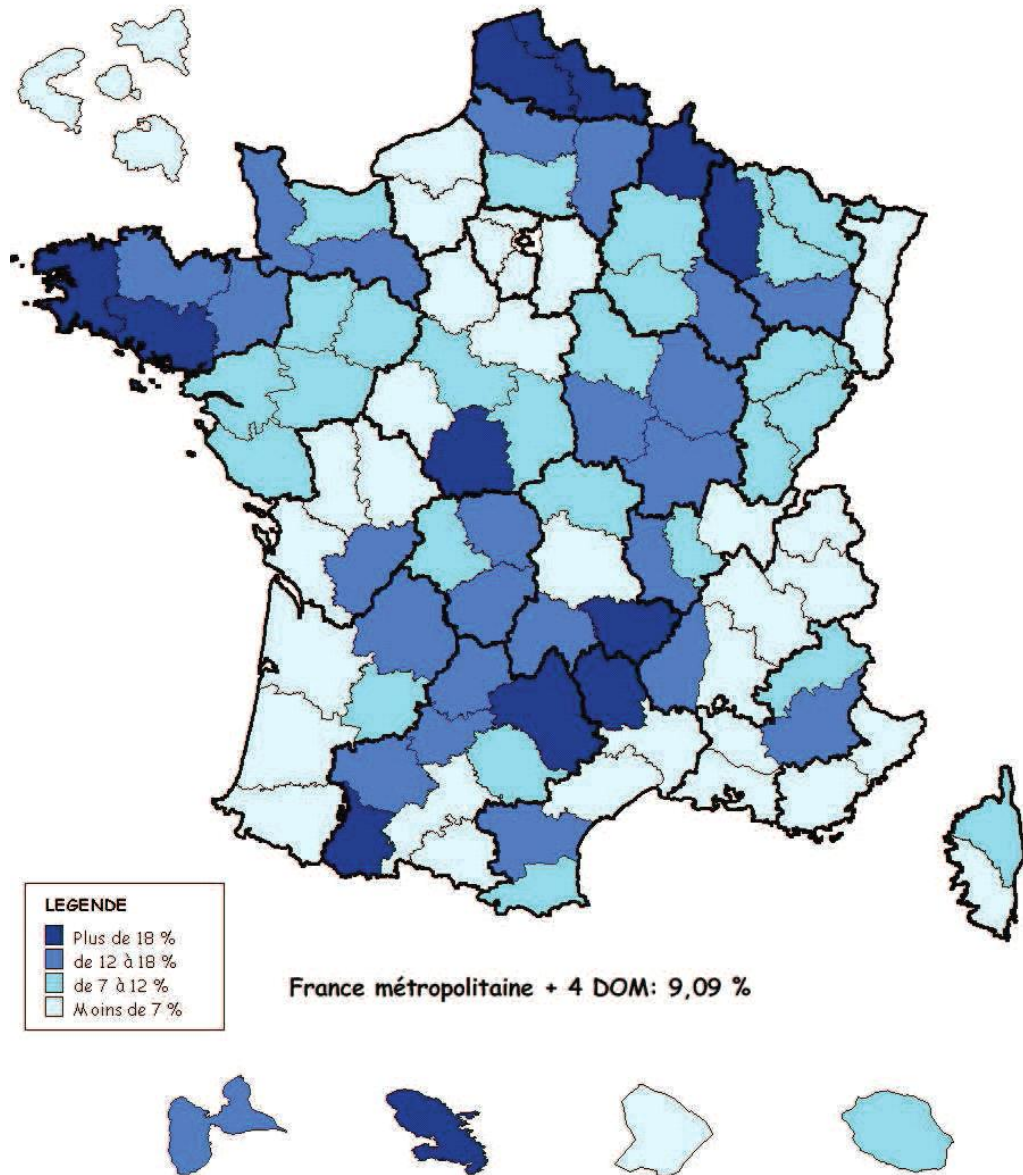 LEGENDE
Plus de 18 %
de 12 à 18 %
de 7 à 12 %
Moins de 7 %
France métropolitaine + 4 DOM: 9,09 %